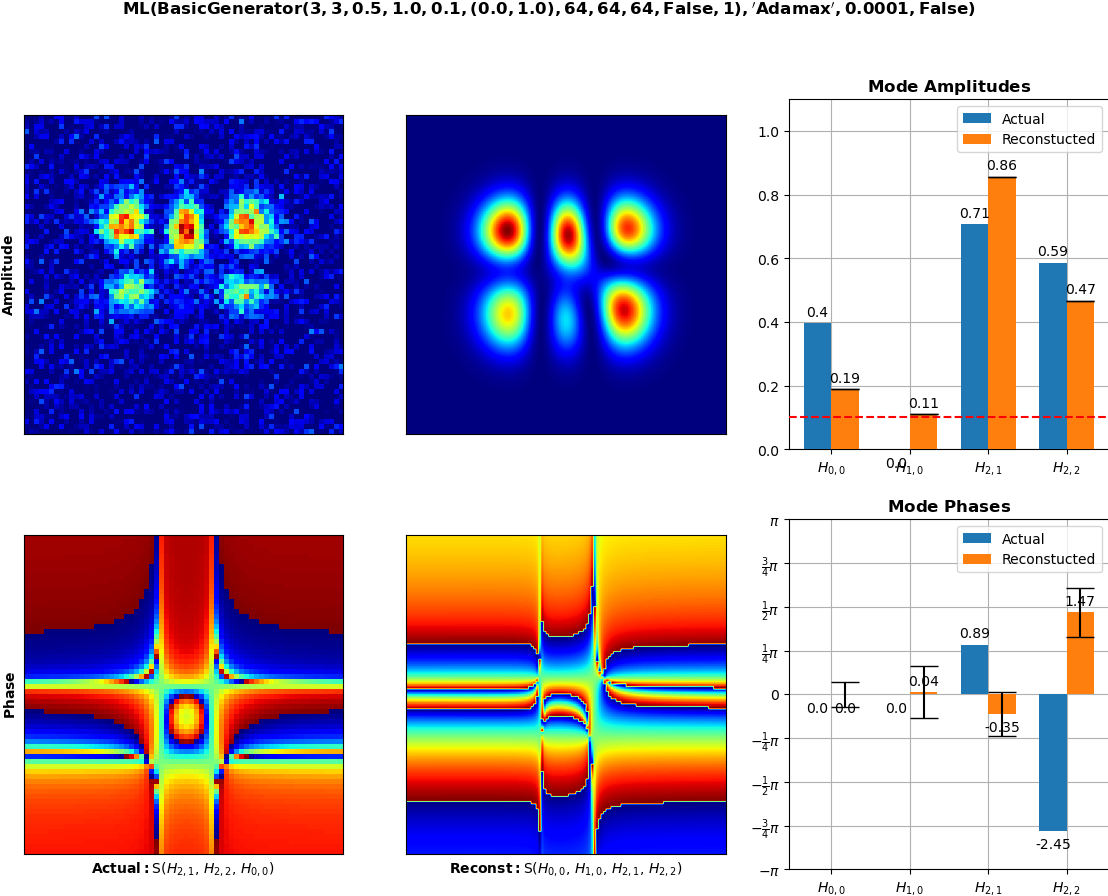 ML(BasicGenerator(3, 3, 0.5, 1.0, 0.1, (0.0, 1.0), 64, 64, 64, False, 1), ′Adamax′, 0.0001, False)
Amplitude
Mode Amplitudes
Actual
Reconstucted
1.0
0.8
0.6
0.4
0.2
0.0
0.4
0.19
0.0
0.11
0.71
0.86
0.59
0.47
H0,0
H1,0
H2,1
H2,2
Phase
Actual: S(H2,1, H2,2, H0,0)
Reconst: S(H0,0, H1,0, H2,1, H2,2)
Mode Phases
Actual
Reconstucted
π
3/4π
1/2π
1/4π
0
−1/4π
−1/2π
−3/4π
−π
0.0
0.0
0.0
0.04
0.89
-0.35
-2.45
1.47
H0,0
H1,0
H2,1
H2,2